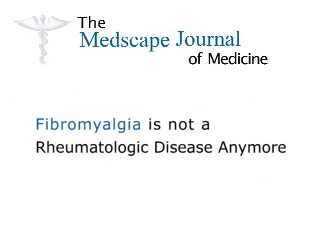 The
Medscape Journal
of Medicine
Fibromyalgia is not a
Rheumatologic Disease Anymore